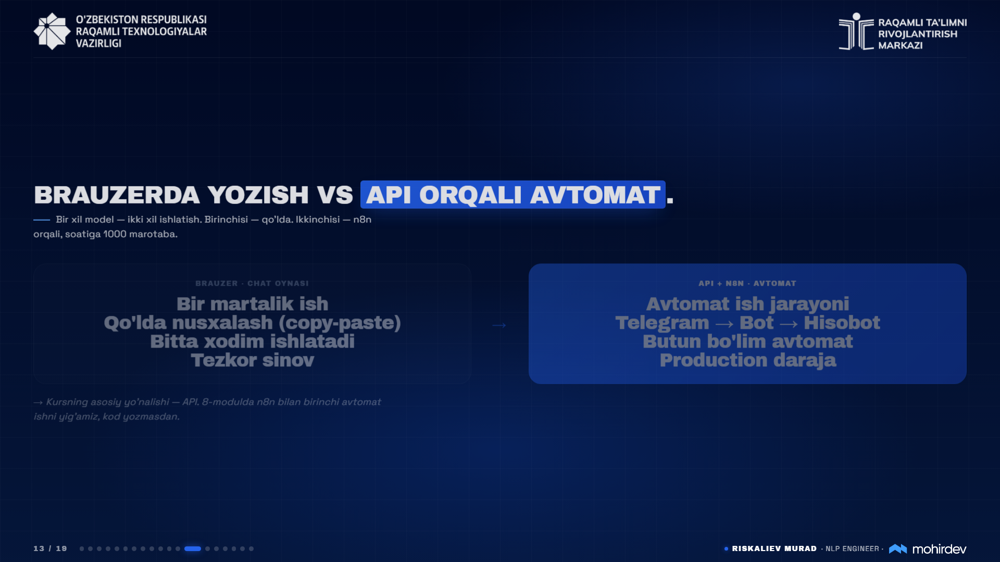 O'ZBEKISTON RESPUBLIKASI
RAQAMLI TEXNOLOGIYALAR
VAZIRLIGI
RAQAMLI TA'LIMNI
RIVOJLANTIRISH
MARKAZI
BRAUZERDA YOZISH VS API ORQALI AVTOMAT.
Bir xil model — ikki xil ishlatish. Birinchisi — qo'lda. Ikkinchisi — n8n
orqali, soatiga 1000 marotaba.
BRAUZER · CHAT OYNASI
Bir martalik ish
Qo'lda nusxalash (copy-paste)
Bitta xodim ishlatadi
Tezkor sinov
→
API + N8N · AVTOMAT
Avtomat ish jarayoni
Telegram → Bot → Hisobot
Butun bo'lim avtomat
Production daraja
→ Kursning asosiy yo'nalishi — API. 8-modulda n8n bilan birinchi avtomat
ishni yig'amiz, kod yozmasdan.
13 / 19
RISKALIEV MURAD · NLP ENGINEER ·
mohirdev